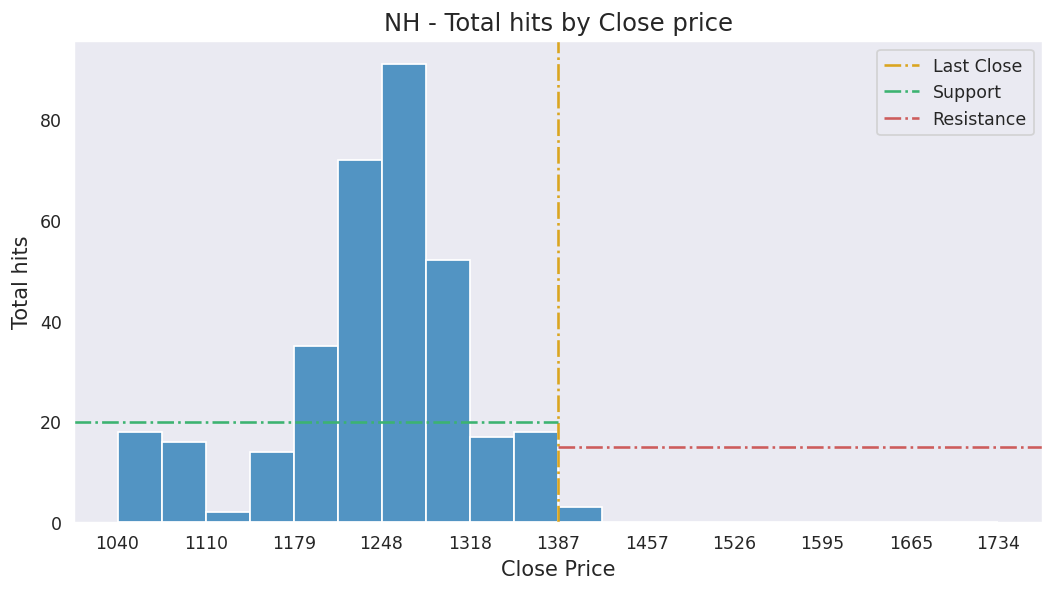 NH - Total hits by Close price
Last Close
Support
Resistance
Total hits
80
60
40
20
0
1040 1110 1179 1248 1318 1387 1457 1526 1595 1665 1734
Close Price